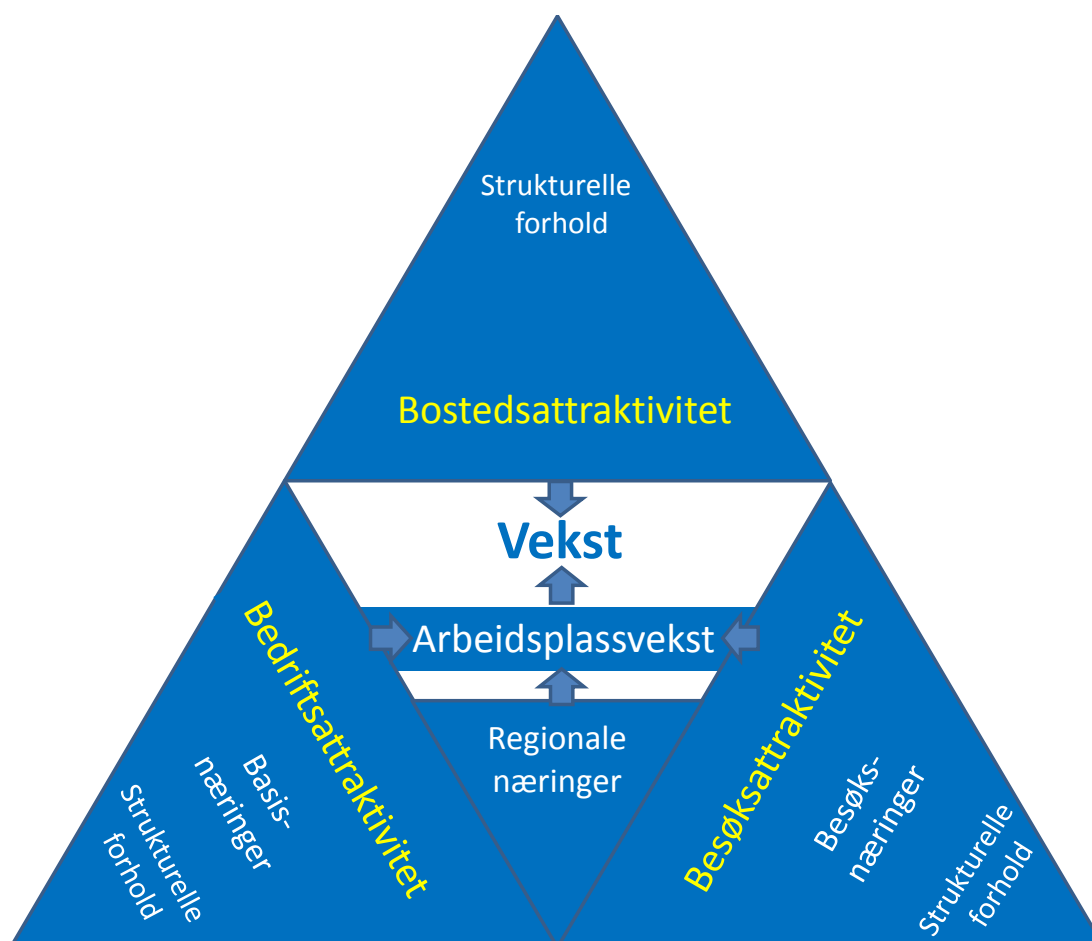 Strukturelle
forhold
Bostedsattraktivitet
Vekst
Arbeidsplassvekst
Regionale
næringer
Bedriftsattraktivitet
Basis-
næringer
Strukturelle
forhold
Besøksattraktivitet
Besøks-
næringer
Strukturelle
forhold